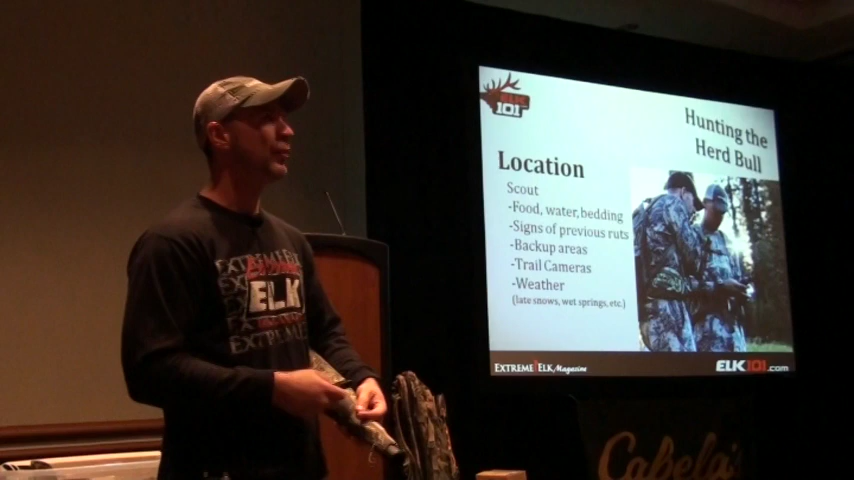 ELK
101
Hunting the
Herd Bull
Location
Scout
-Food, water, bedding
-Signs of previous ruts
-Backup areas
-Trail Cameras
-Weather
(late snows, wet springs, etc.)
EXTREME ELK Magazine
ELK101.com
ELK
EXTREME
Cabela's